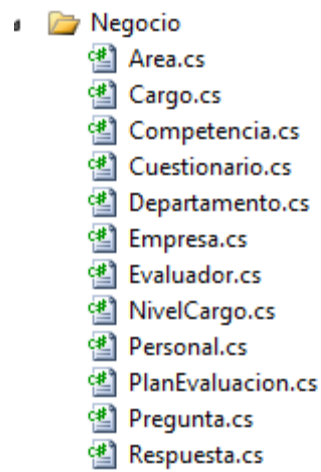 Negocio
Area.cs
Cargo.cs
Competencia.cs
Cuestionario.cs
Departamento.cs
Empresa.cs
Evaluador.cs
NivelCargo.cs
Personal.cs
PlanEvaluacion.cs
Pregunta.cs
Respuesta.cs